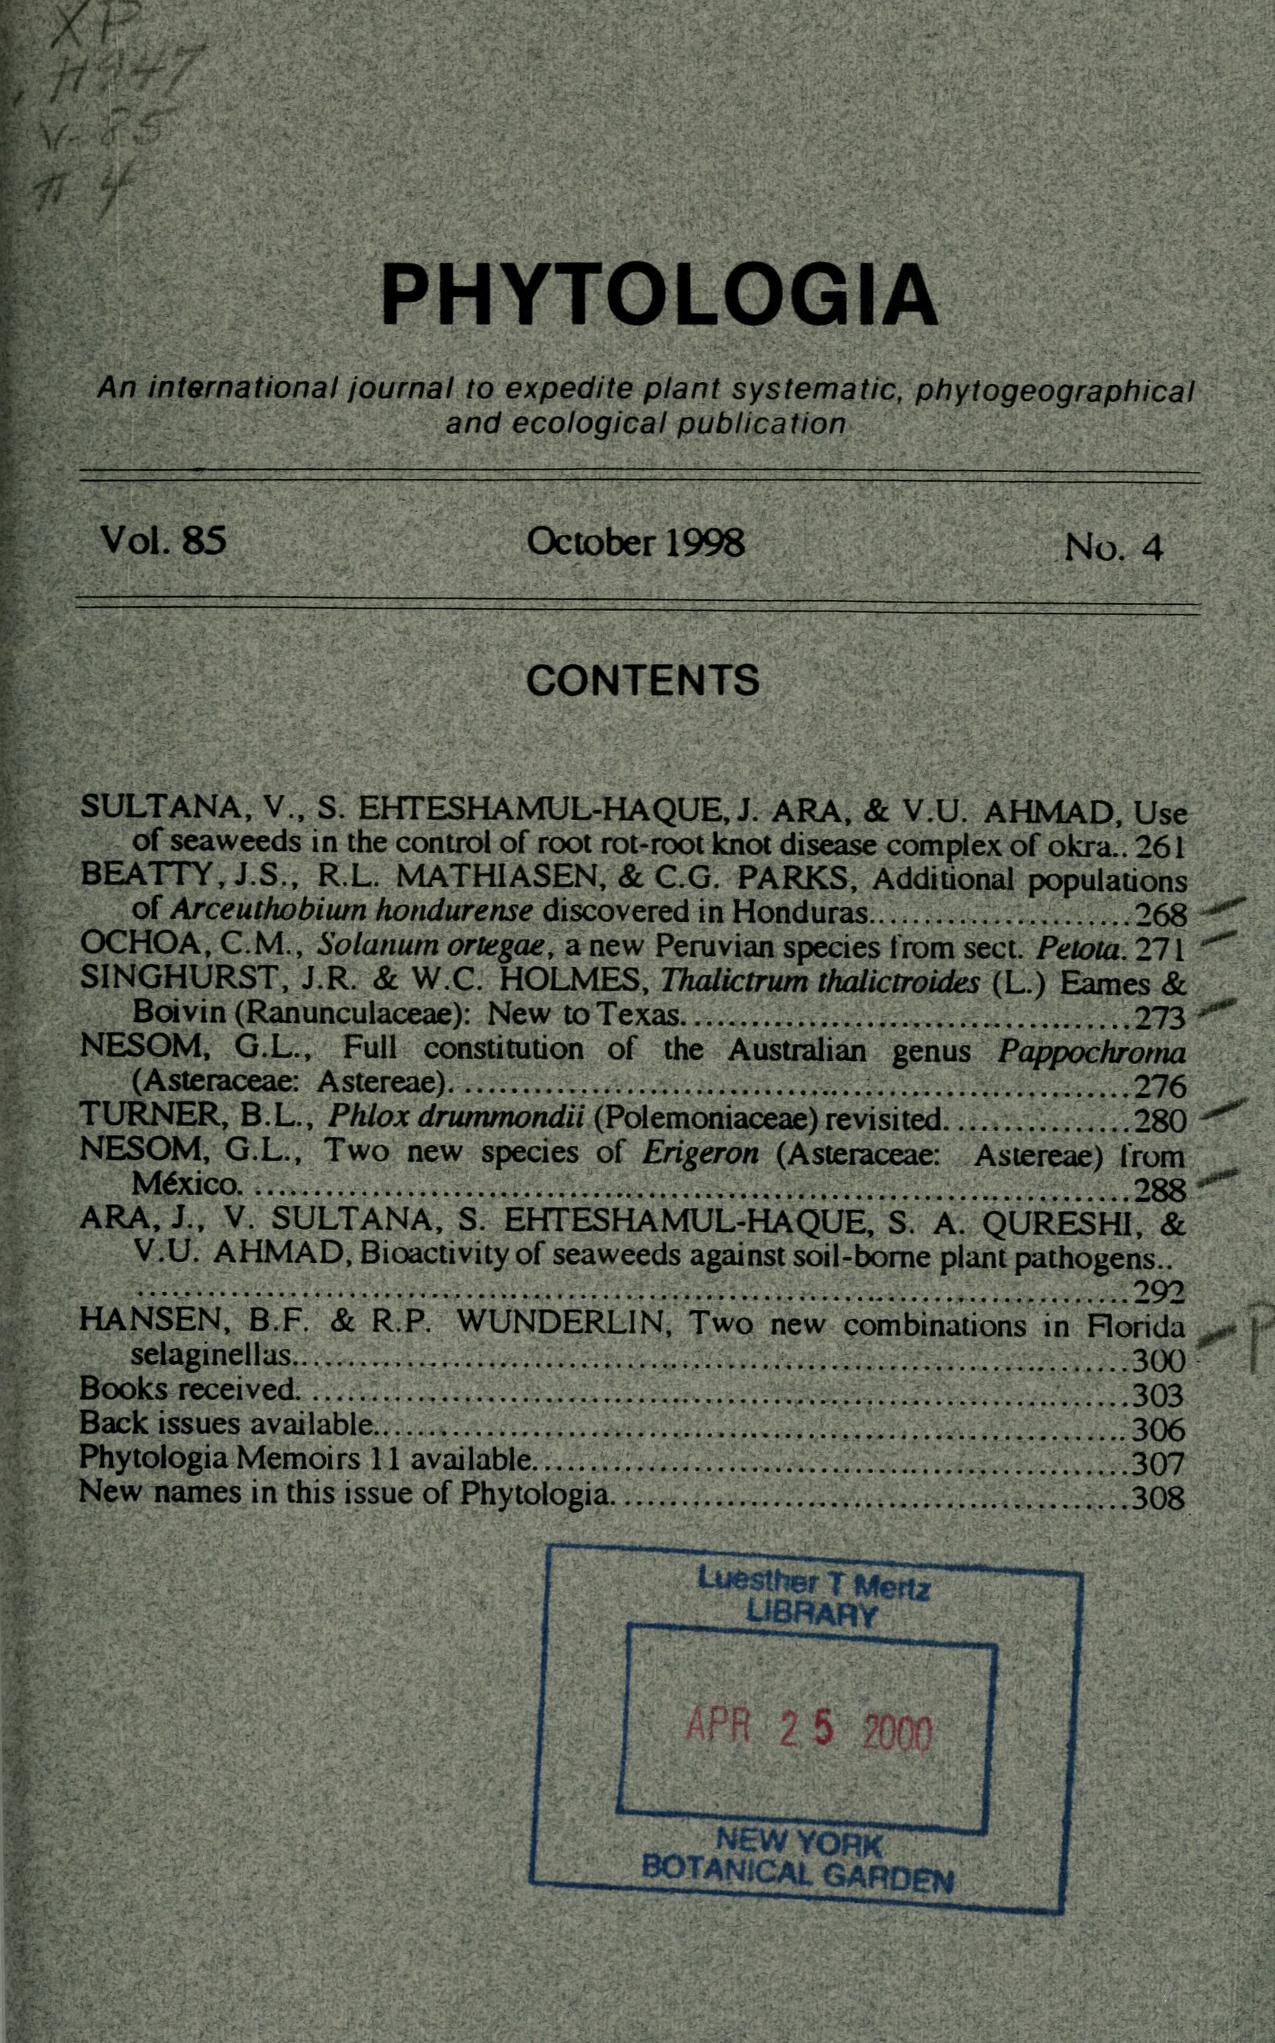 XP
.H947
V. 85
n 4
PHYTOLOGIA
An international journal to expedite plant systematic, phytogeographical
and ecological publication
Vol. 85 October 1998 No. 4
CONTENTS
SULTANA, V., S. EHTESHAMUL-HAQUE, J. ARA, & V.U. AHMAD, Use
of seaweeds in the control of root rot-root knot disease complex of okra.. 261
BEATTY, J.S., R.L. MATHIASEN, & C.G. PARKS, Additional populations
of Arceuthobium hondurense discovered in Honduras.......................268
OCHOA, C.M., Solanum ortegae, a new Peruvian species from sect. Petota. 271
SINGHURST, J.R. & W.C. HOLMES, Thalictrum thalictroides (L.) Eames &
Boivin (Ranunculaceae): New to Texas........................................273
NESOM, G.L., Full constitution of the Australian genus Pappochroma
(Asteraceae: Astereae).............................................................276
TURNER, B.L., Phlox drummondii (Polemoniaceae) revisited.................280
NESOM, G.L., Two new species of Erigeron (Asteraceae: Astereae) from
México. ...............................................................................288
ARA, J., V. SULTANA, S. EHTESHAMUL-HAQUE, S. A. QURESHI, &
V.U. AHMAD, Bioactivity of seaweeds against soil-borne plant pathogens..
.........................................................................................292
HANSEN, B.F. & R.P. WUNDERLIN, Two new combinations in Florida
selaginellas...........................................................................300
Books received. .........................................................................303
Back issues available...................................................................306
Phytologia Memoirs 11 available.....................................................307
New names in this issue of Phytologia..............................................308
Luesther T Mertz
LIBRARY
APR 25 2000
NEW YORK
BOTANICAL GARDEN